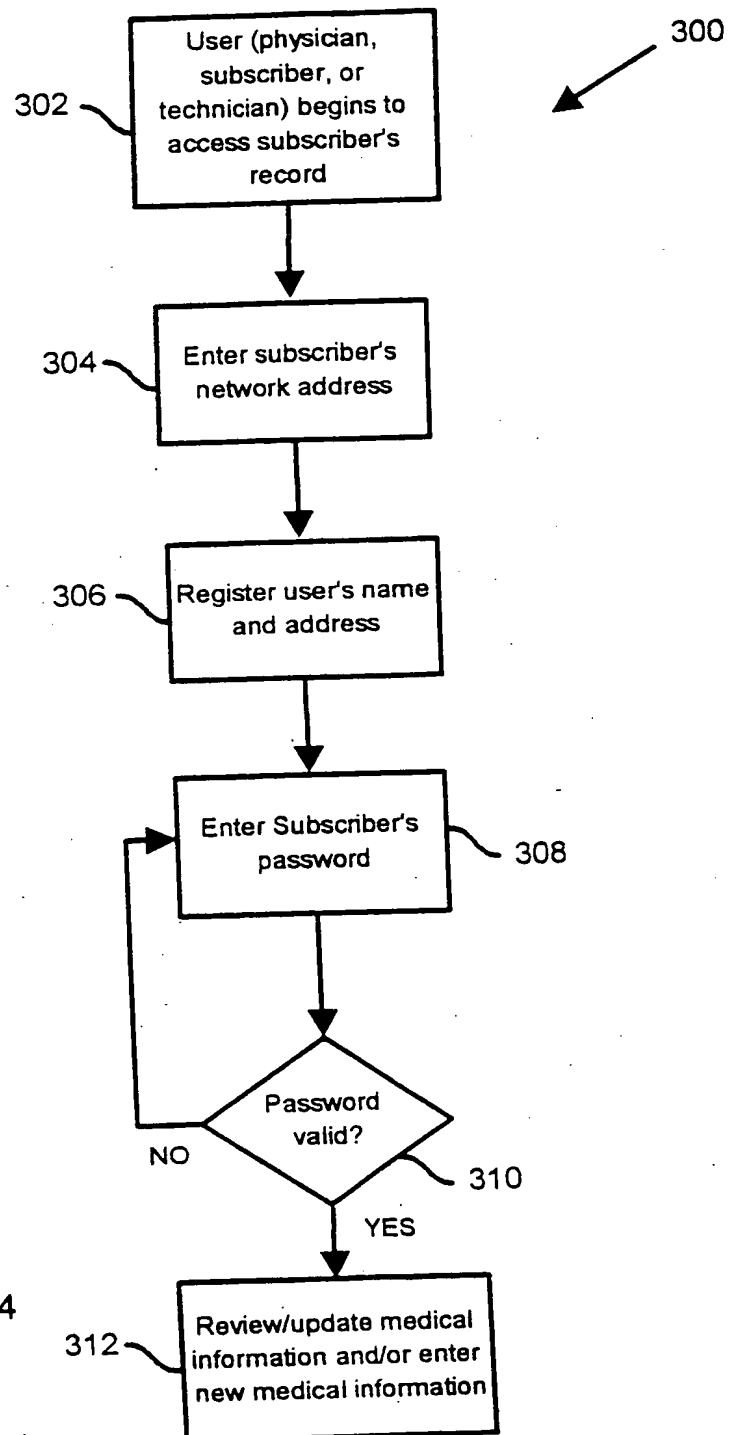 300
User (physician,
subscriber, or
technician) begins to
access subscriber's
record
302
Enter subscriber's
network address
304
Register user's name
and address
306
Enter Subscriber's
password
308
Password
valid?
310
NO
YES
4
Review/update medical
information and/or enter
new medical information
312